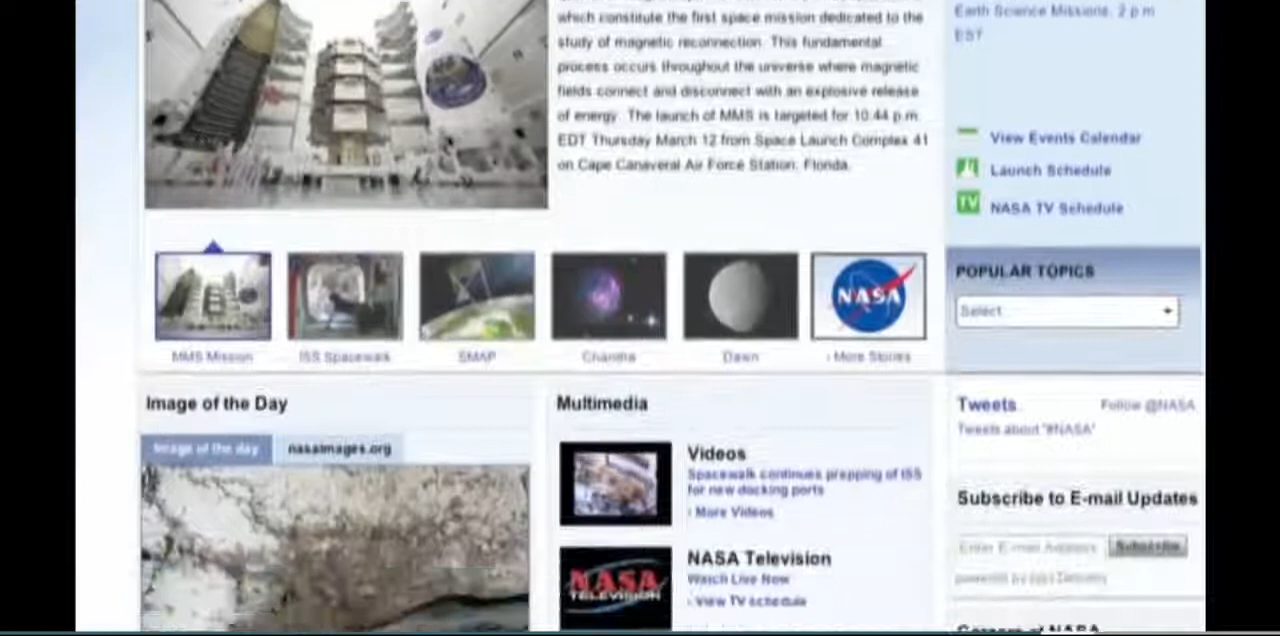 which constitute the first space mission dedicated to the
study of magnetic reconnection. This fundamental
process occurs throughout the universe where magnetic
fields connect and disconnect with an explosive release
of energy. The launch of MMS is targeted for 10:44 p.m.
EDT Thursday March 12 from Space Launch Complex 41
on Cape Canaveral Air Force Station, Florida.
MMS Mission
ISS Spacewalk
SMAP
Chandra
Dawn
NASA
› More Stories
Earth Science Missions, 2 p.m.
EST
View Events Calendar
Launch Schedule
TV
NASA TV Schedule
POPULAR TOPICS
Select
Image of the Day
Image of the day
nasaimages.org
Multimedia
Videos
Spacewalk continues prepping of ISS
for new docking ports
› More Videos
NASA
TELEVISION
NASA Television
Watch Live Now
› View TV schedule
Tweets
Follow @NASA
Tweets about "#NASA"
Subscribe to E-mail Updates
Enter E-mail Address
Subscribe
powered by